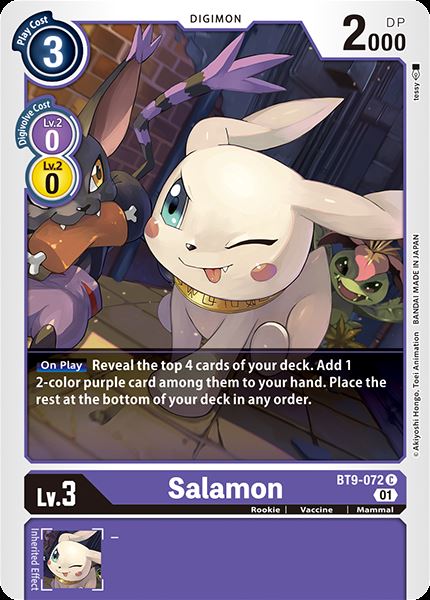 Play Cost
3
DIGIMON
DP
2000
Digivolve Cost
Lv.2
0
Lv.2
0
tessy
© Akiyoshi Hongo, Toei Animation BANDAI MADE IN JAPAN
On Play Reveal the top 4 cards of your deck. Add 1
2-color purple card among them to your hand. Place the
rest at the bottom of your deck in any order.
Lv.3
Salamon
BT9-072 C
01
Rookie | Vaccine | Mammal
Inherited Effect
–